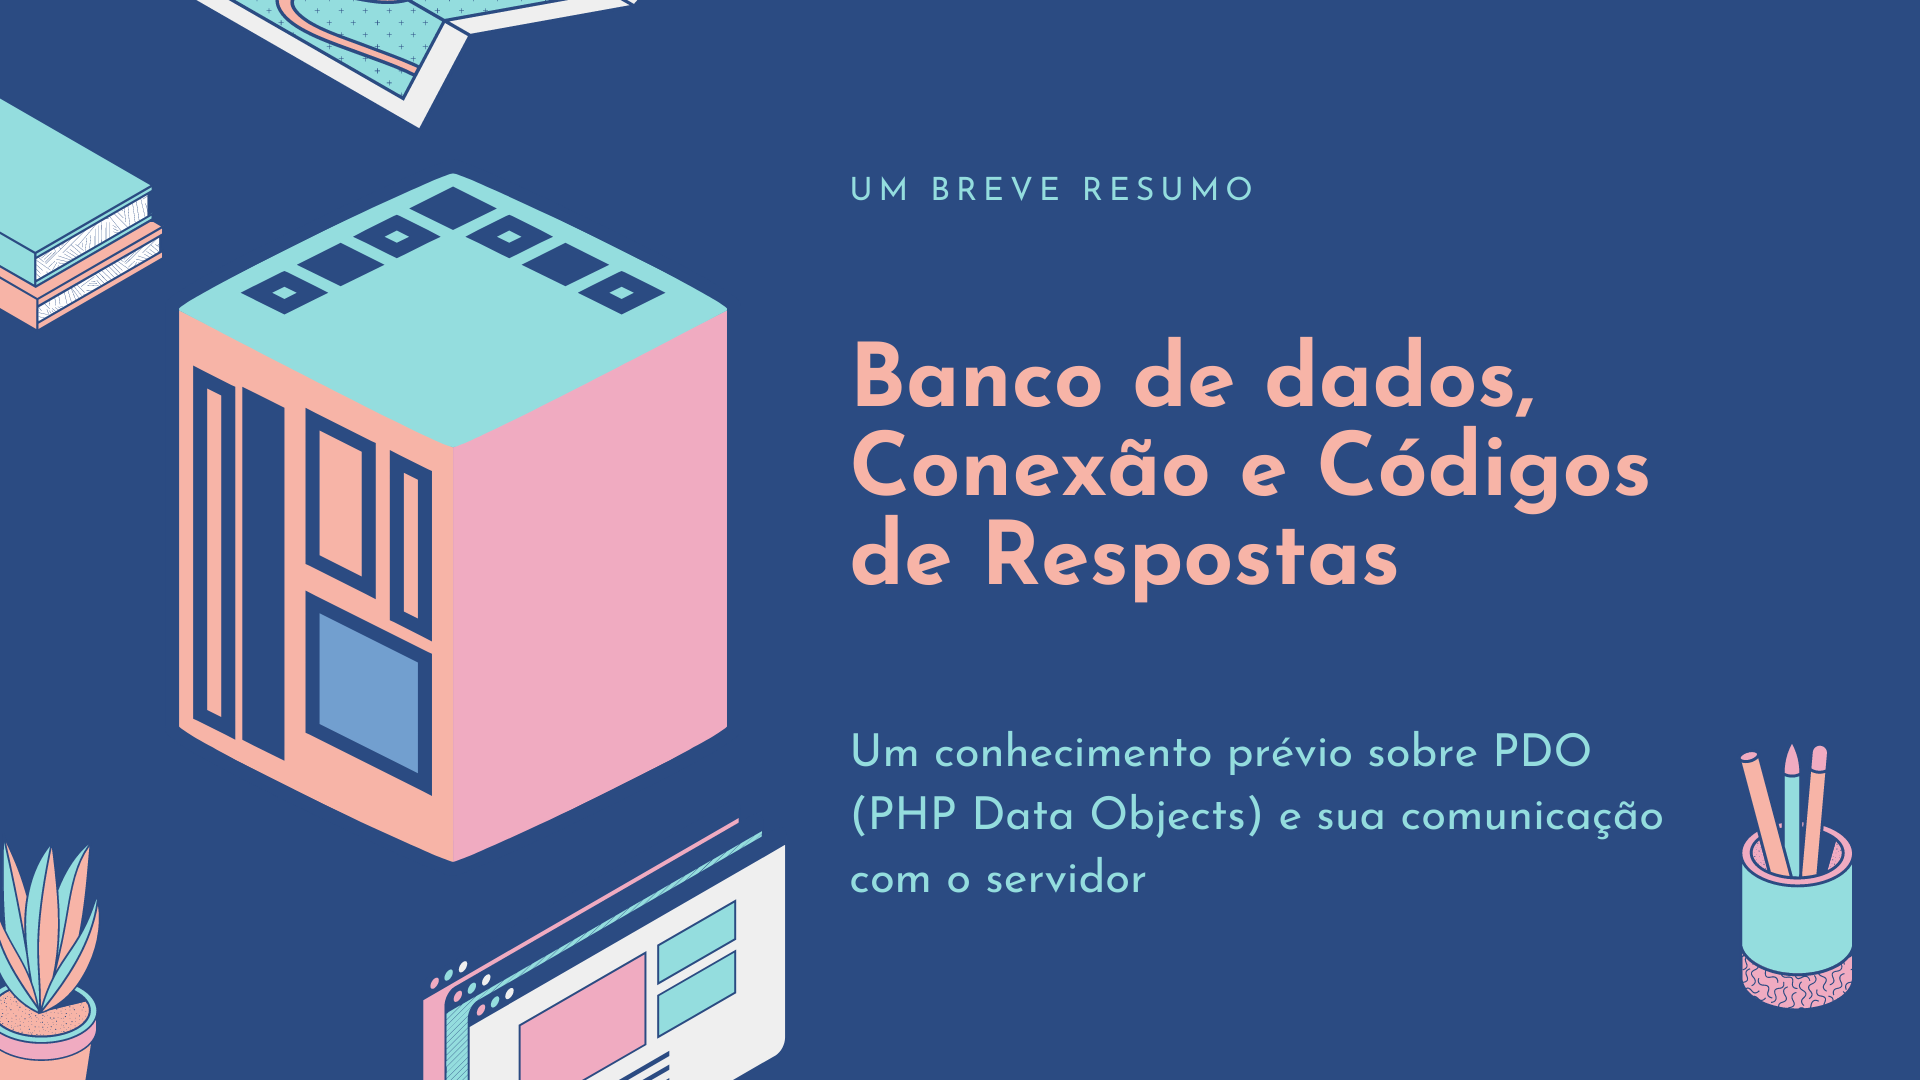 UM BREVE RESUMO
Banco de dados,
Conexão e Códigos
de Respostas
Um conhecimento prévio sobre PDO
(PHP Data Objects) e sua comunicação
com o servidor